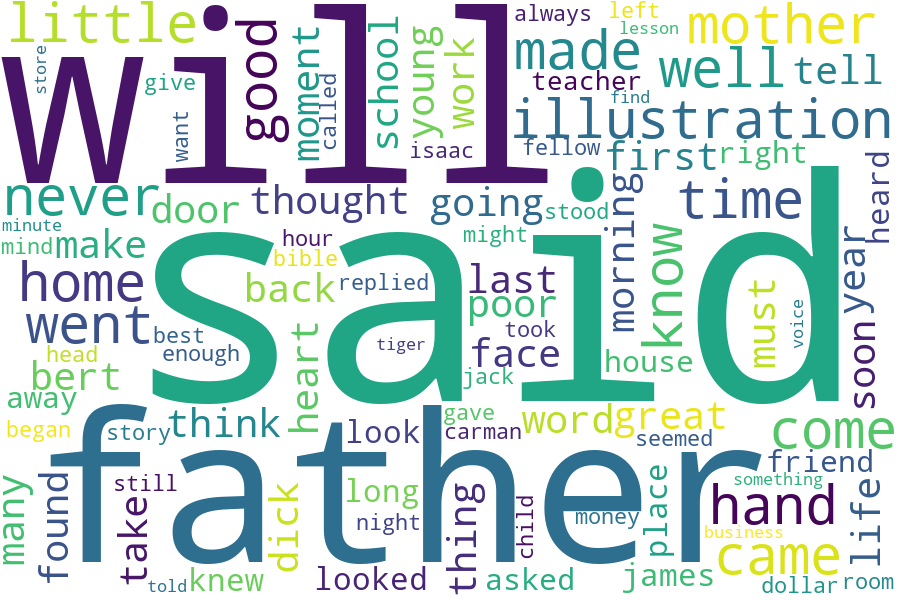 little
will
store
give
good
want
moment
called
school
isaac
young
work
always
left
lesson
made
mother
teacher
well
tell
find
illustration
fellow
first
right
never
door
thought
going
stood
time
heard
minute
mind
make
hour
bible
might
morning
home
back
replied
last
poor
know
year
said
went
best
enough
heart
tiger
took
face
house
must
voice
soon
head
bert
away
jack
began
story
think
look
gave
carman
word
great
seemed
come
father
many
found
still
take
dick
long
night
thing
child
money
place
friend
something
hand
life
business
came
told
knew
looked
asked
james
dollar
room